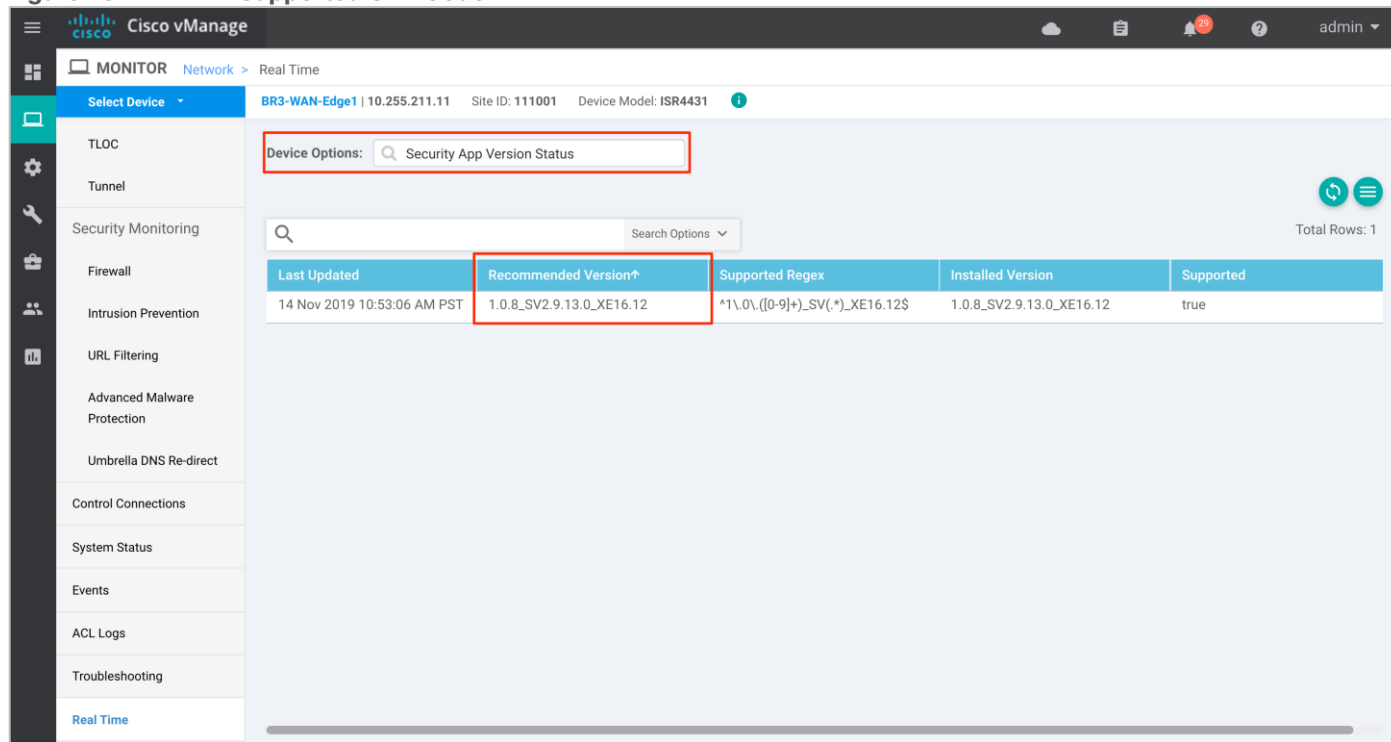 Cisco vManage
cisco
29
admin
MONITOR Network > Real Time
Select Device
BR3-WAN-Edge1 | 10.255.211.11 Site ID: 111001 Device Model: ISR4431 i
TLOC
Device Options: Security App Version Status
Tunnel
Security Monitoring
Search Options
Total Rows: 1
Firewall
Last Updated Recommended Version↑ Supported Regex Installed Version Supported
14 Nov 2019 10:53:06 AM PST 1.0.8_SV2.9.13.0_XE16.12 ^1\.0\.([0-9]+)_SV(.*)_XE16.12$ 1.0.8_SV2.9.13.0_XE16.12 true
Intrusion Prevention
URL Filtering
Advanced Malware
Protection
Umbrella DNS Re-direct
Control Connections
System Status
Events
ACL Logs
Troubleshooting
Real Time